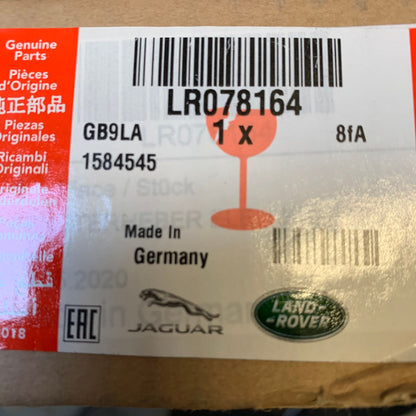 Genuine
Parts
Pièces
d'Origine
純正部品
Piezas
Originales
Ricambi
Originali
LR078164
GB9LA
1 x
8fA
1584545
Made In
Germany
EAC
JAGUAR
LAND-
-ROVER
2018